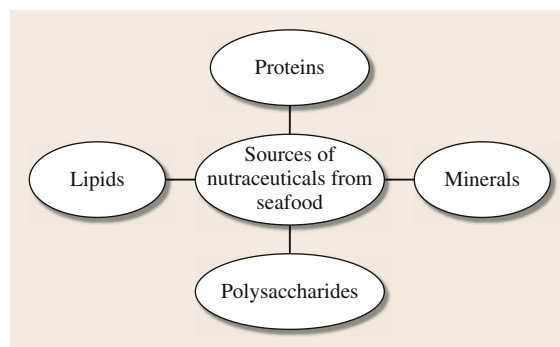 Proteins
Lipids
Sources of
nutraceuticals from
seafood
Minerals
Polysaccharides